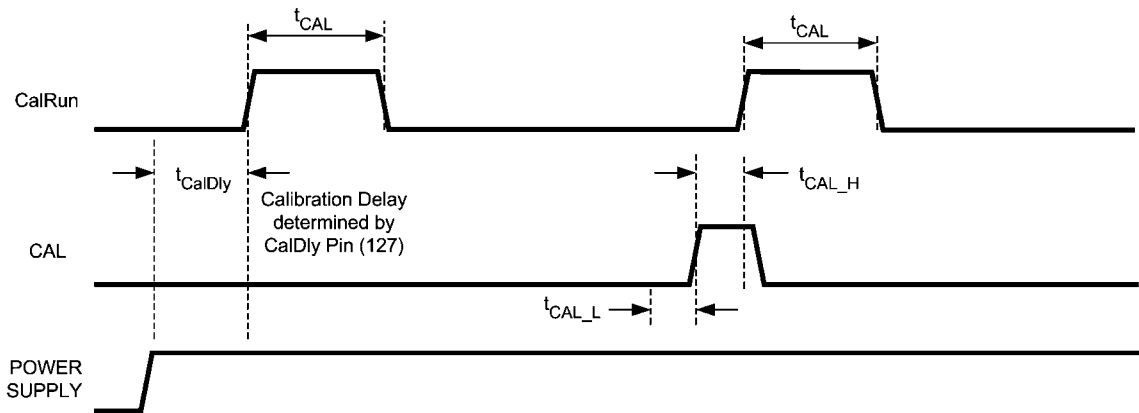 tCAL
tCAL
CalRun
tCalDly
tCAL_H
Calibration Delay
determined by
CalDly Pin (127)
CAL
tCAL_L
POWER
SUPPLY